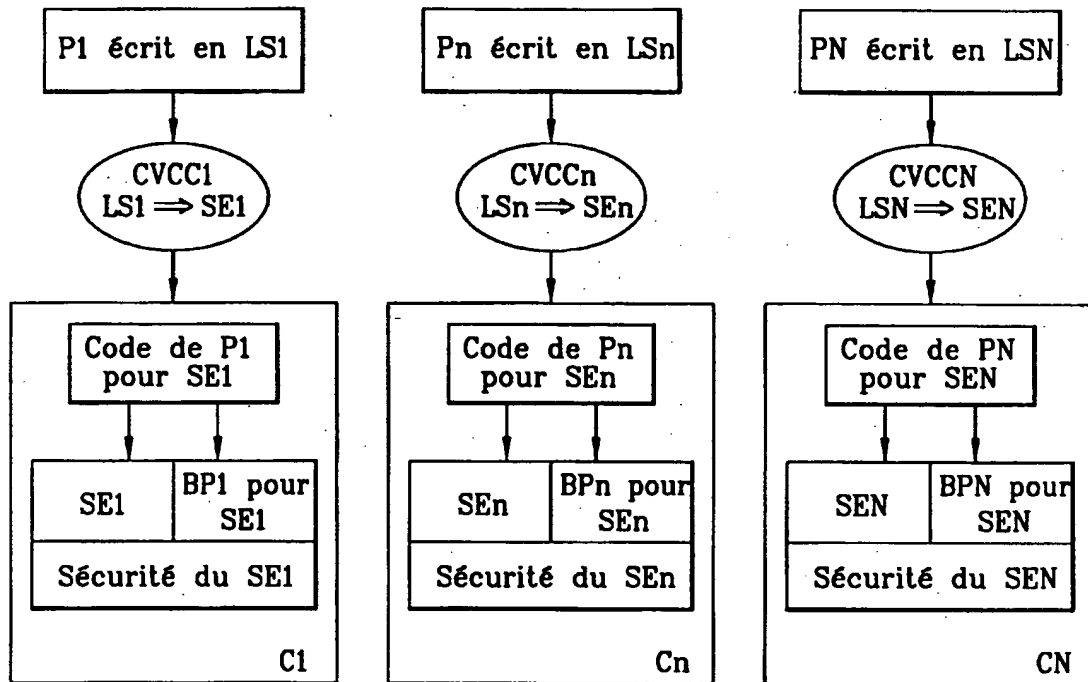 P1 écrit en LS1
CVCC1
LS1 ⟹ SE1
Code de P1
pour SE1
SE1
BP1 pour
SE1
Sécurité du SE1
C1
Pn écrit en LSn
CVCCn
LSn ⟹ SEn
Code de Pn
pour SEn
SEn
BPn pour
SEn
Sécurité du SEn
Cn
PN écrit en LSN
CVCCN
LSN ⟹ SEN
Code de PN
pour SEN
SEN
BPN pour
SEN
Sécurité du SEN
CN